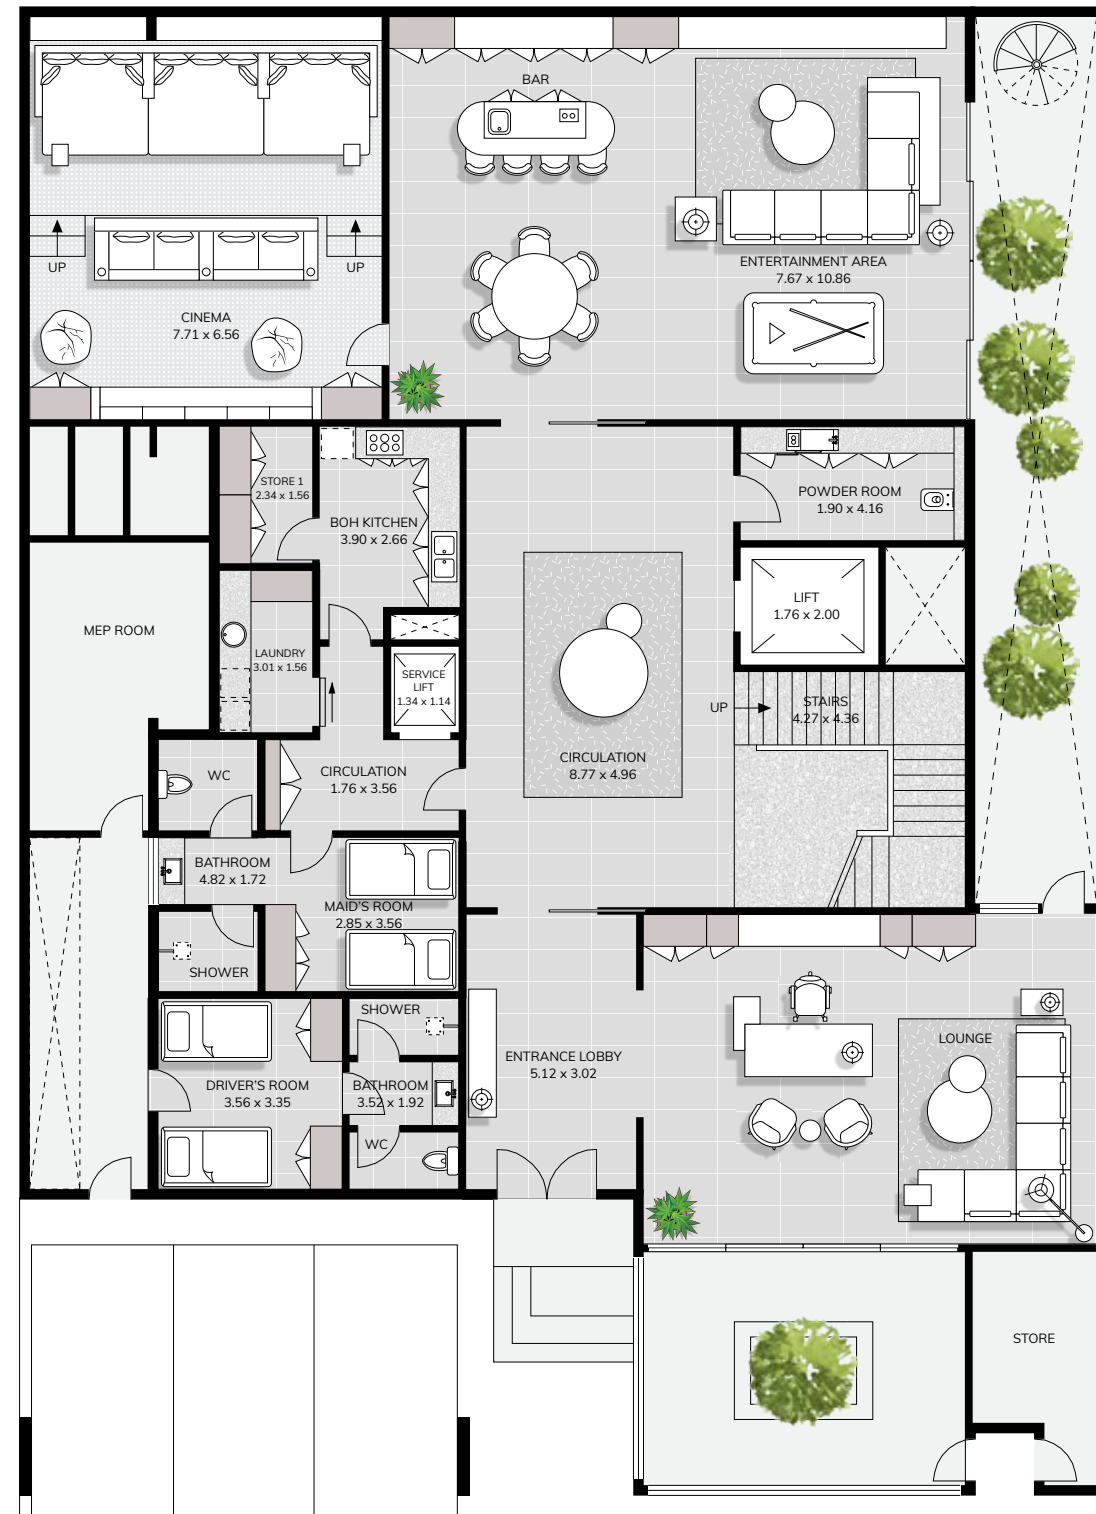 BAR
UP
UP
ENTERTAINMENT AREA
7.67 x 10.86
CINEMA
7.71 x 6.56
STORE 1
2.34 x 1.56
BOH KITCHEN
3.90 x 2.66
POWDER ROOM
1.90 x 4.16
LIFT
1.76 x 2.00
MEP ROOM
LAUNDRY
3.01 x 1.56
SERVICE
LIFT
1.34 x 1.14
UP
STAIRS
4.27 x 4.36
WC
CIRCULATION
1.76 x 3.56
CIRCULATION
8.77 x 4.96
BATHROOM
4.82 x 1.72
MAID'S ROOM
2.85 x 3.56
SHOWER
SHOWER
ENTRANCE LOBBY
5.12 x 3.02
LOUNGE
DRIVER'S ROOM
3.56 x 3.35
BATHROOM
3.52 x 1.92
WC
STORE